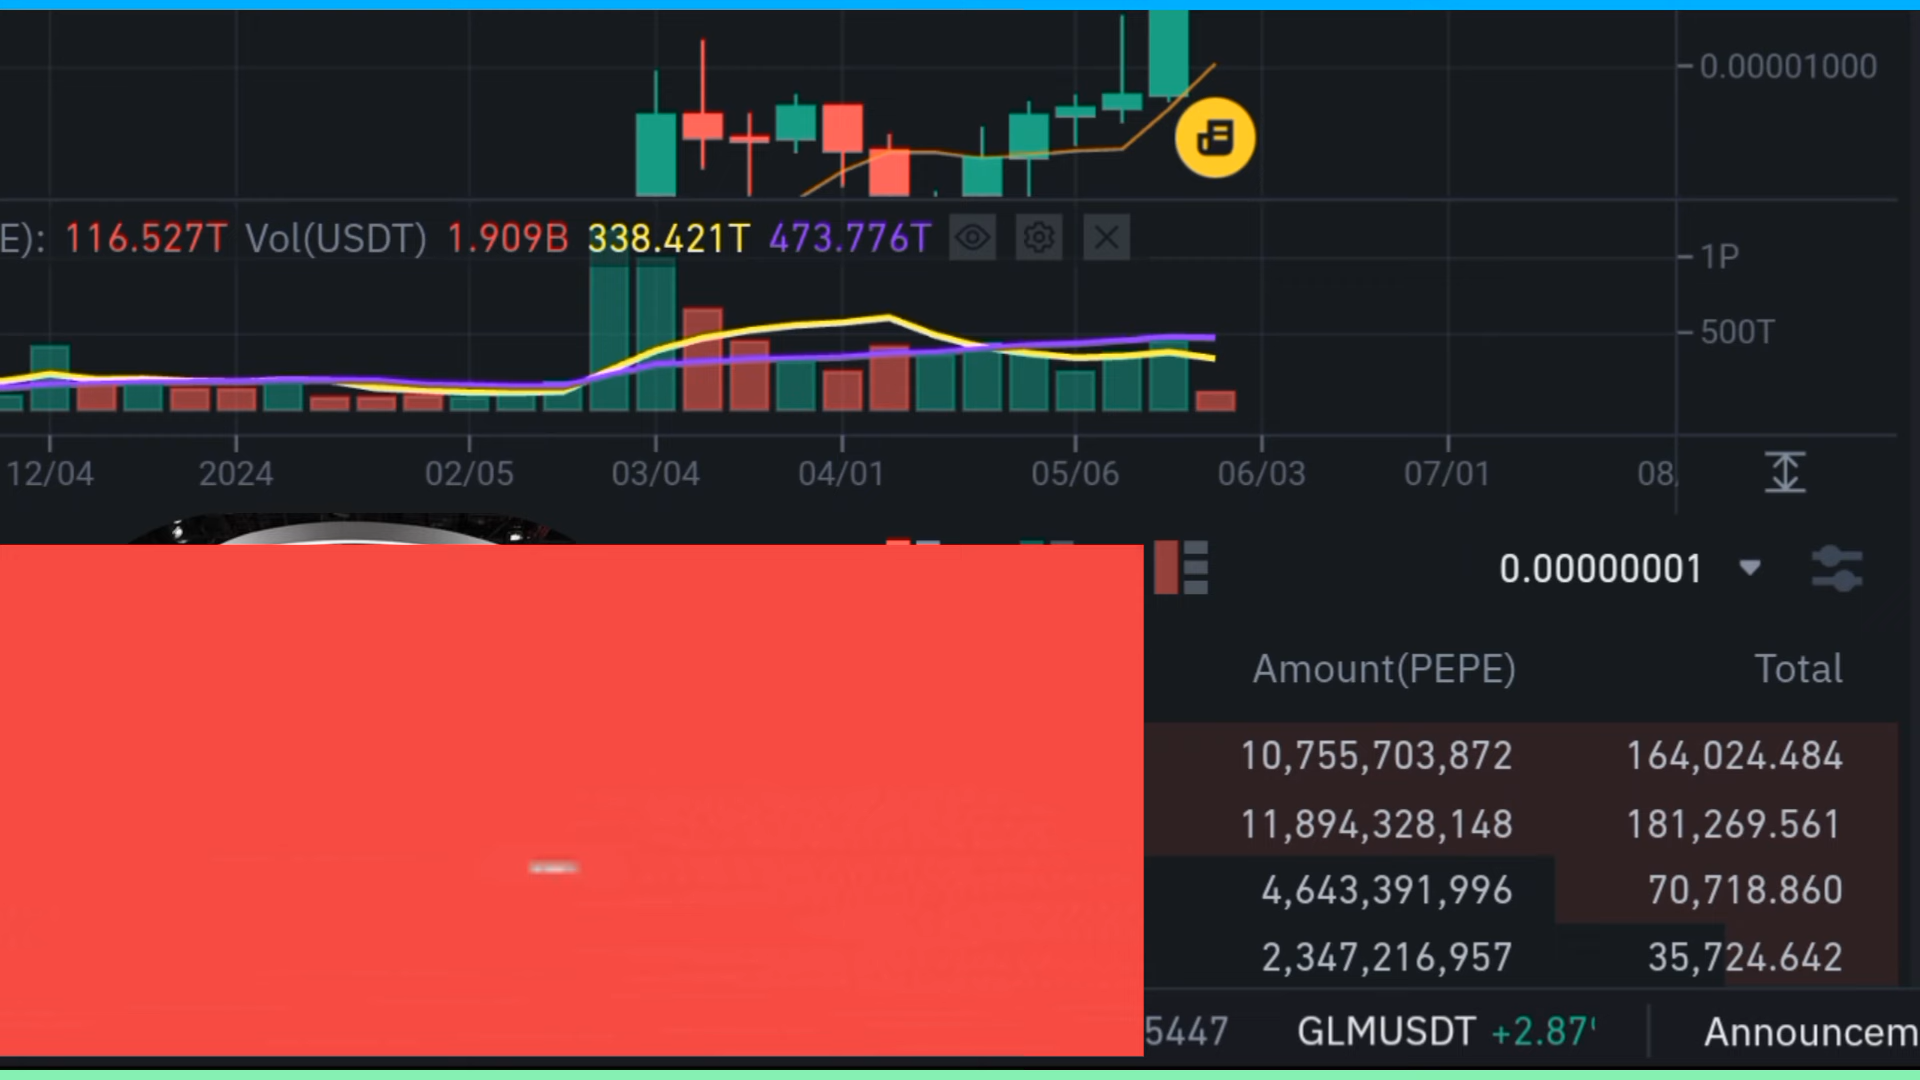 0.00001000
E): 116.527T Vol(USDT) 1.909B 338.421T 473.776T
1P
500T
12/04 2024 02/05 03/04 04/01 05/06 06/03 07/01 08
0.00000001
Amount(PEPE) Total
10,755,703,872 164,024.484
11,894,328,148 181,269.561
4,643,391,996 70,718.860
2,347,216,957 35,724.642
5447 GLMUSDT +2.87 Announcem